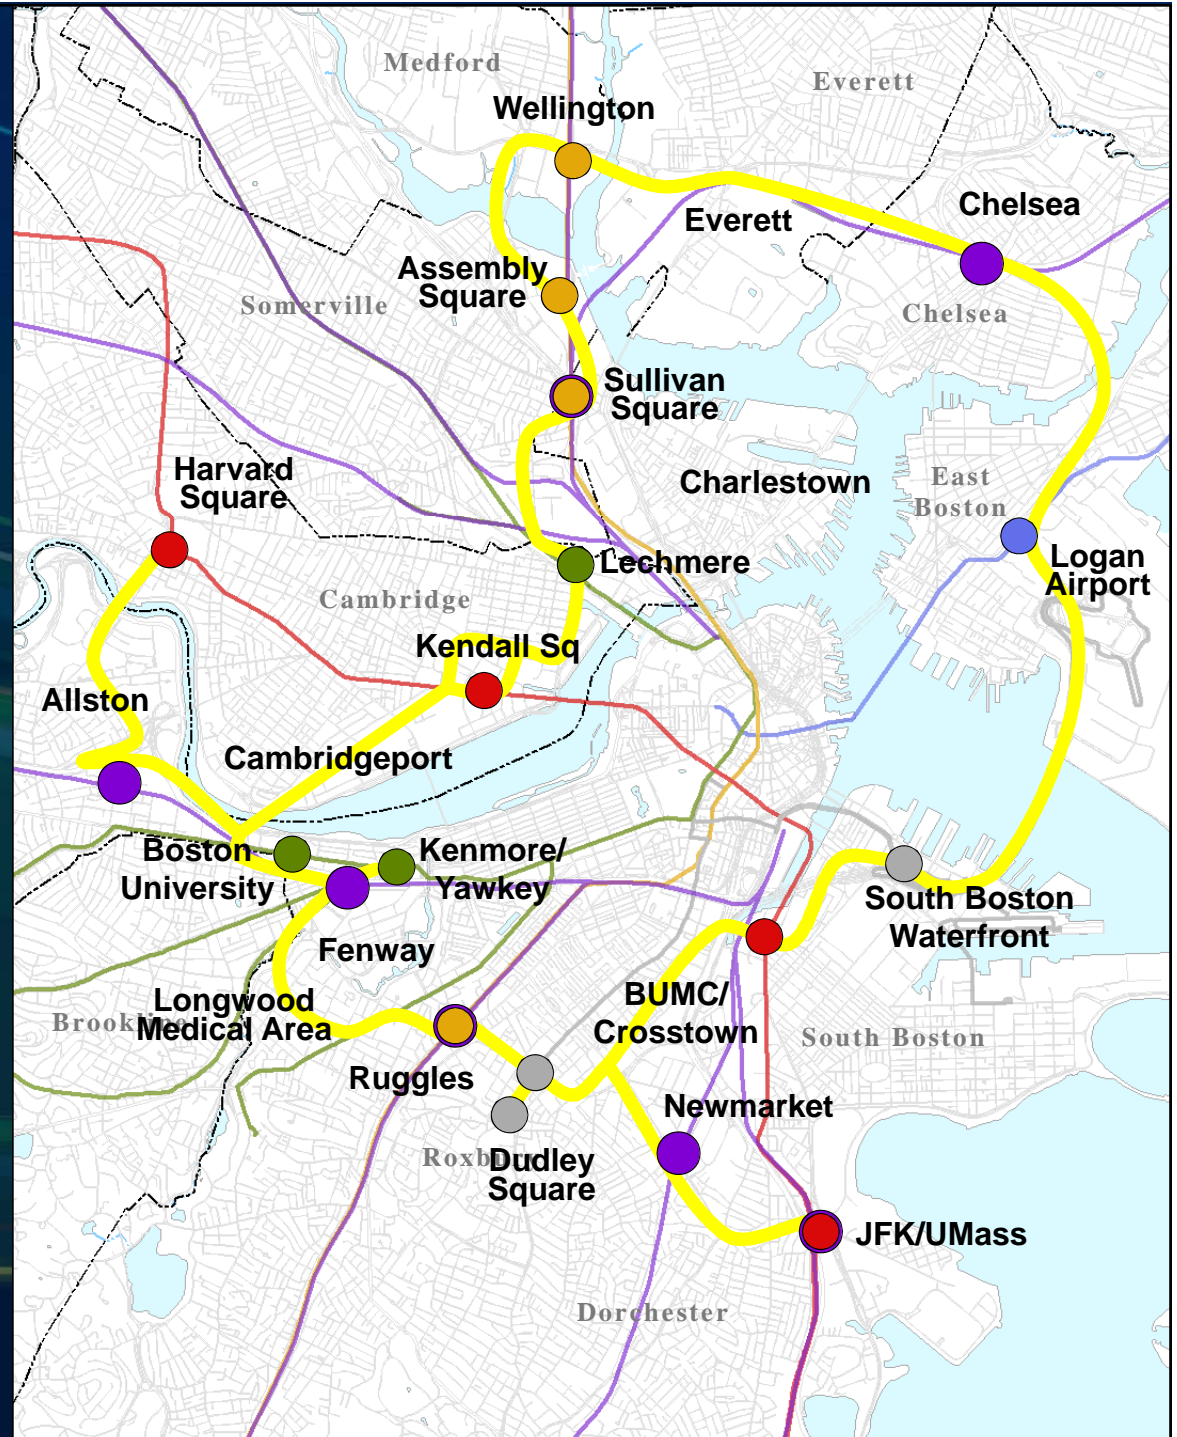 Medford
Everett
Wellington
Chelsea
Everett
Assembly
Square
Somerville
Chelsea
Sullivan
Square
Harvard
Square
Charlestown
East
Boston
Logan
Airport
Lechmere
Cambridge
Kendall Sq
Allston
Cambridgeport
Boston
University
Kenmore/
Yawkey
South Boston
Waterfront
Fenway
Longwood
Medical Area
Brookline
BUMC/
Crosstown
South Boston
Ruggles
Newmarket
Roxbury
Dudley
Square
JFK/UMass
Dorchester